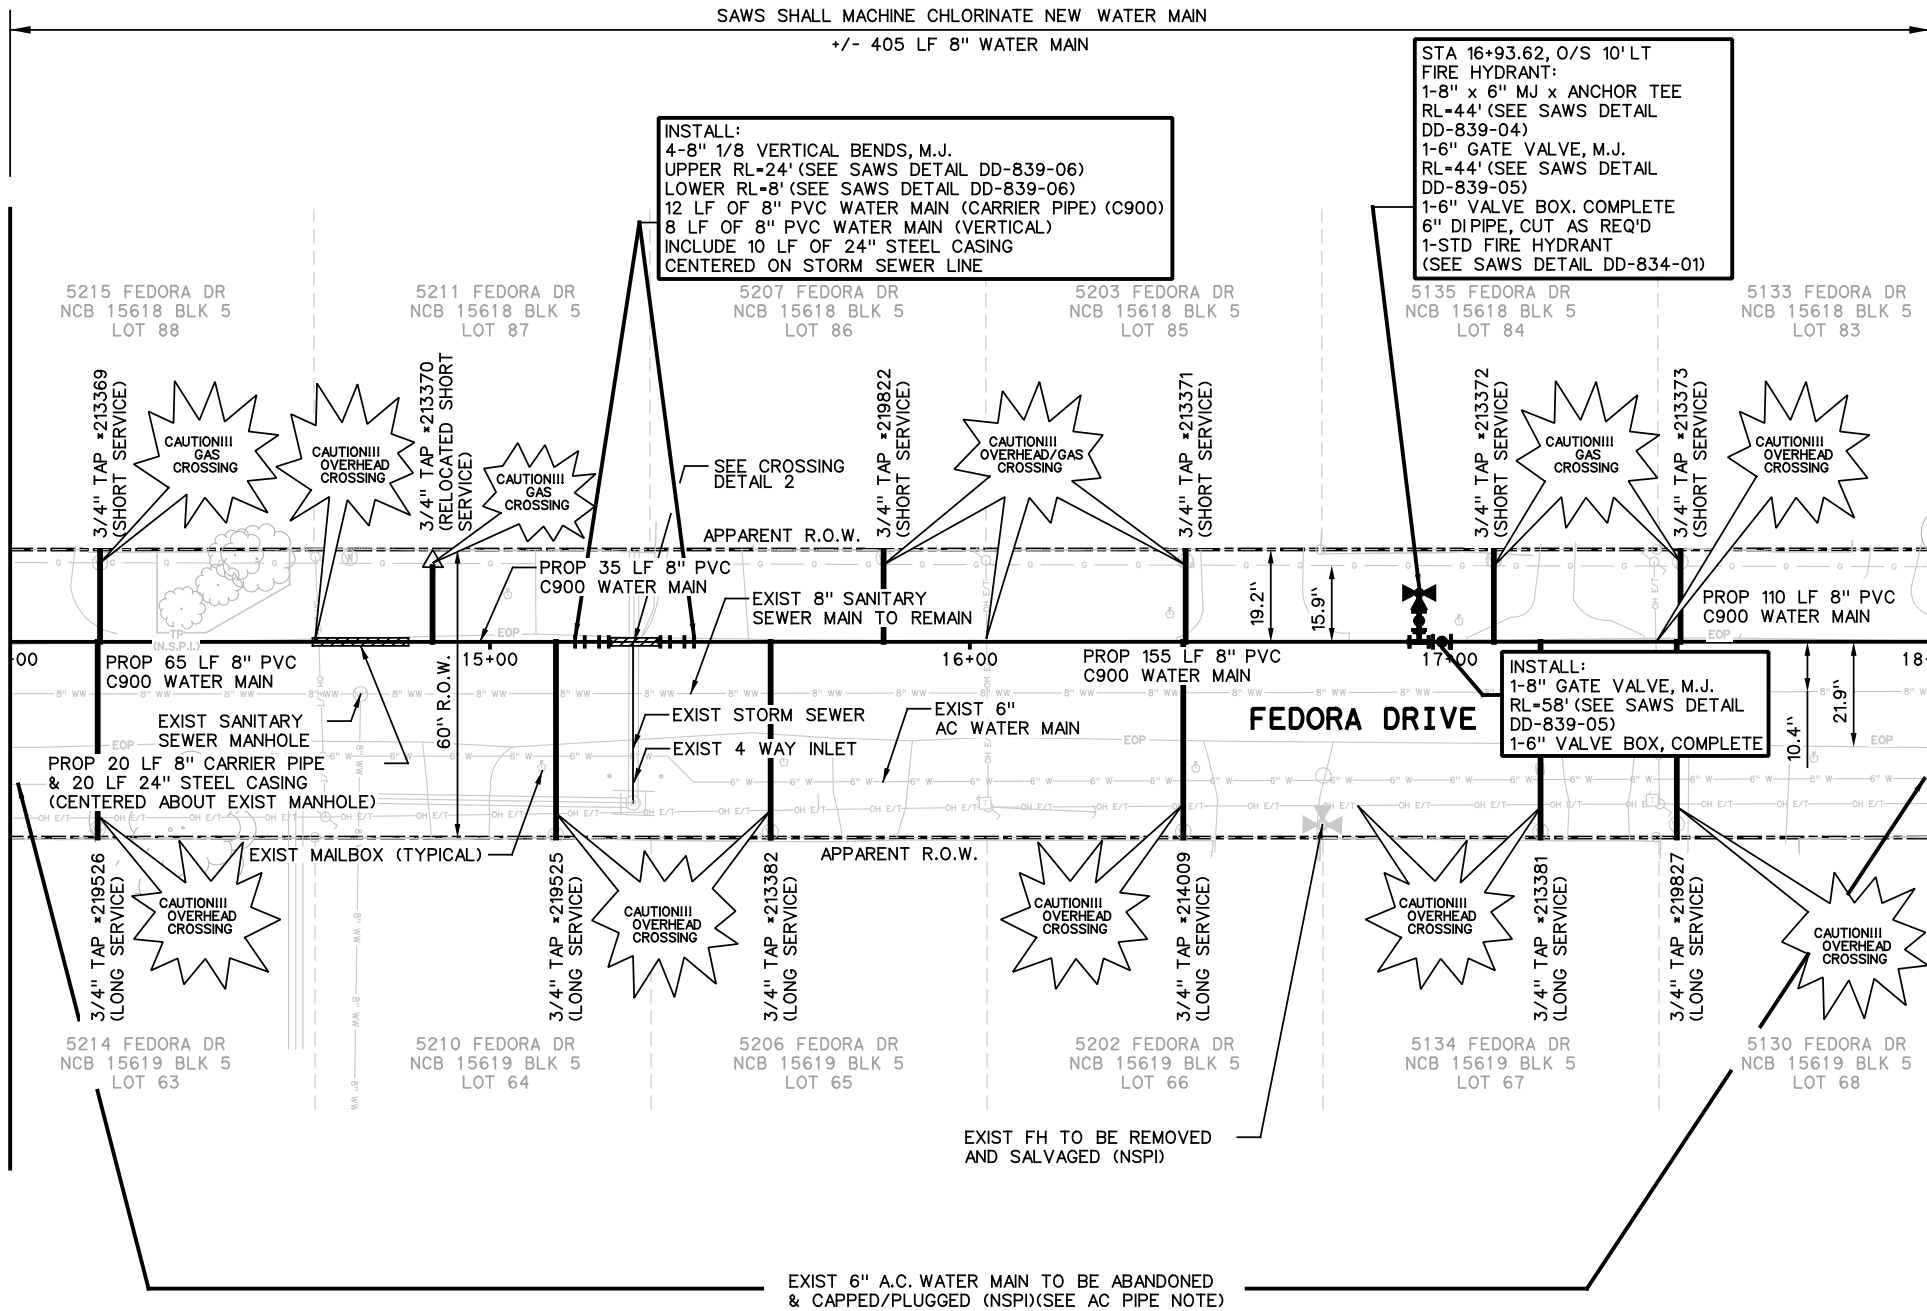 SAWS SHALL MACHINE CHLORINATE NEW WATER MAIN
+/- 405 LF 8" WATER MAIN
STA 16+93.62, O/S 10' LT
FIRE HYDRANT:
1-8" x 6" MJ x ANCHOR TEE
RL=44' (SEE SAWS DETAIL
DD-839-04)
1-6" GATE VALVE, M.J.
RL=44' (SEE SAWS DETAIL
DD-839-05)
1-6" VALVE BOX. COMPLETE
6" DI PIPE, CUT AS REQ'D
1-STD FIRE HYDRANT
(SEE SAWS DETAIL DD-834-01)
INSTALL:
4-8" 1/8 VERTICAL BENDS, M.J.
UPPER RL=24' (SEE SAWS DETAIL DD-839-06)
LOWER RL=8' (SEE SAWS DETAIL DD-839-06)
12 LF OF 8" PVC WATER MAIN (CARRIER PIPE) (C900)
8 LF OF 8" PVC WATER MAIN (VERTICAL)
INCLUDE 10 LF OF 24" STEEL CASING
CENTERED ON STORM SEWER LINE
5215 FEDORA DR
NCB 15618 BLK 5
LOT 88
5211 FEDORA DR
NCB 15618 BLK 5
LOT 87
5207 FEDORA DR
NCB 15618 BLK 5
LOT 86
5203 FEDORA DR
NCB 15618 BLK 5
LOT 85
5135 FEDORA DR
NCB 15618 BLK 5
LOT 84
5133 FEDORA DR
NCB 15618 BLK 5
LOT 83
3/4" TAP *213369
(SHORT SERVICE)
CAUTION!!!
GAS
CROSSING
CAUTION!!!
OVERHEAD
CROSSING
3/4" TAP *213370
(RELOCATED SHORT
SERVICE)
CAUTION!!!
GAS
CROSSING
SEE CROSSING
DETAIL 2
3/4" TAP *219822
(SHORT SERVICE)
CAUTION!!!
OVERHEAD/GAS
CROSSING
3/4" TAP *213371
(SHORT SERVICE)
3/4" TAP *213372
(SHORT SERVICE)
CAUTION!!!
GAS
CROSSING
3/4" TAP *213373
(SHORT SERVICE)
CAUTION!!!
OVERHEAD
CROSSING
APPARENT R.O.W.
PROP 35 LF 8" PVC
C900 WATER MAIN
EXIST 8" SANITARY
SEWER MAIN TO REMAIN
19.2'\
15.9'\
PROP 110 LF 8" PVC
C900 WATER MAIN
TP
(N.S.P.I.)
EOP
EOP
-00
15+00
16+00
17+00
18-
PROP 65 LF 8" PVC
C900 WATER MAIN
PROP 155 LF 8" PVC
C900 WATER MAIN
60'' R.O.W.
EXIST SANITARY
SEWER MANHOLE
EXIST STORM SEWER
EXIST 4 WAY INLET
EXIST 6"
AC WATER MAIN
FEDORA DRIVE
INSTALL:
1-8" GATE VALVE, M.J.
RL=58' (SEE SAWS DETAIL
DD-839-05)
1-6" VALVE BOX, COMPLETE
10.4'\
21.9'\
EOP
EOP
EOP
PROP 20 LF 8" CARRIER PIPE
& 20 LF 24" STEEL CASING
(CENTERED ABOUT EXIST MANHOLE)
EXIST MAILBOX (TYPICAL)
APPARENT R.O.W.
3/4" TAP *219526
(LONG SERVICE)
CAUTION!!!
OVERHEAD
CROSSING
3/4" TAP *219525
(LONG SERVICE)
CAUTION!!!
OVERHEAD
CROSSING
3/4" TAP *213382
(LONG SERVICE)
CAUTION!!!
OVERHEAD
CROSSING
3/4" TAP *214009
(LONG SERVICE)
CAUTION!!!
OVERHEAD
CROSSING
3/4" TAP *213381
(LONG SERVICE)
3/4" TAP *219827
(LONG SERVICE)
CAUTION!!!
OVERHEAD
CROSSING
5214 FEDORA DR
NCB 15619 BLK 5
LOT 63
5210 FEDORA DR
NCB 15619 BLK 5
LOT 64
5206 FEDORA DR
NCB 15619 BLK 5
LOT 65
5202 FEDORA DR
NCB 15619 BLK 5
LOT 66
5134 FEDORA DR
NCB 15619 BLK 5
LOT 67
5130 FEDORA DR
NCB 15619 BLK 5
LOT 68
EXIST FH TO BE REMOVED
AND SALVAGED (NSPI)
EXIST 6" A.C. WATER MAIN TO BE ABANDONED
& CAPPED/PLUGGED (NSPI)(SEE AC PIPE NOTE)